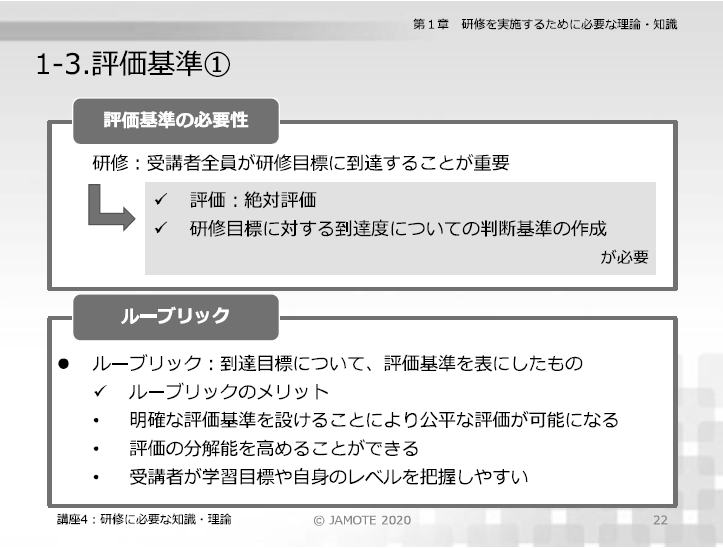 第１章　研修を実施するために必要な理論・知識
1-3.評価基準①
評価基準の必要性
研修：受講者全員が研修目標に到達することが重要
✓ 評価：絶対評価
✓ 研修目標に対する到達度についての判断基準の作成
が必要
ルーブリック
● ルーブリック：到達目標について、評価基準を表にしたもの
✓ ルーブリックのメリット
• 明確な評価基準を設けることにより公平な評価が可能になる
• 評価の分解能を高めることができる
• 受講者が学習目標や自身のレベルを把握しやすい
講座4：研修に必要な知識・理論
© JAMOTE 2020
22